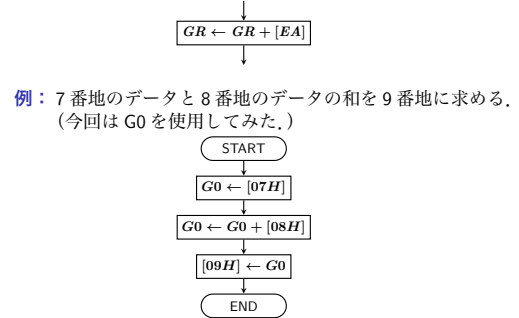 GR ← GR + [EA]
例： 7 番地のデータと 8 番地のデータの和を 9 番地に求める．
(今回は G0 を使用してみた．)
START
G0 ← [07H]
G0 ← G0 + [08H]
[09H] ← G0
END